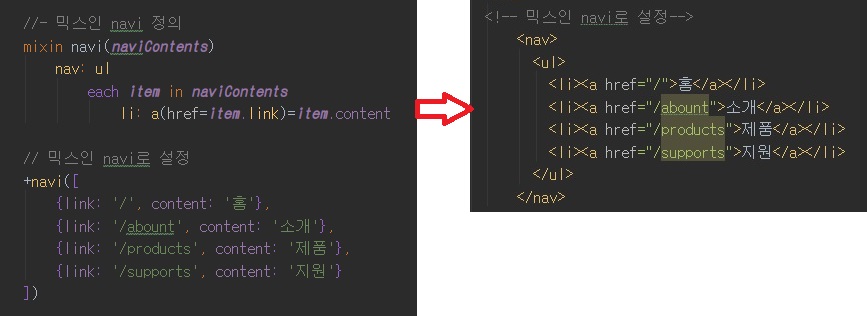 //- 믹스인 navi 정의
mixin navi(naviContents)
nav: ul
each item in naviContents
li: a(href=item.link)=item.content
// 믹스인 navi로 설정
+navi([
{link: '/', content: '홈'},
{link: '/abount', content: '소개'},
{link: '/products', content: '제품'},
{link: '/supports', content: '지원'}
])
<!-- 믹스인 navi로 설정-->
<nav>
<ul>
<li><a href="/">홈</a></li>
<li><a href="/abount">소개</a></li>
<li><a href="/products">제품</a></li>
<li><a href="/supports">지원</a></li>
</ul>
</nav>